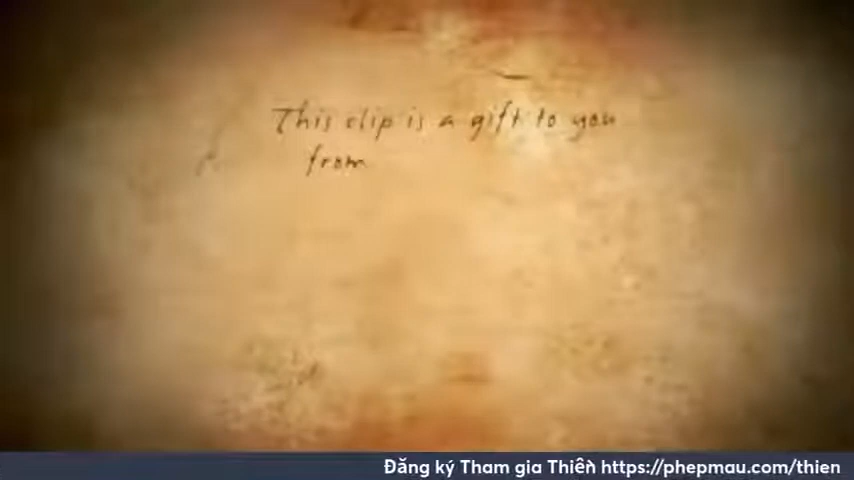 This clip is a gift to you
from
Đăng ký Tham gia Thiền https://phepmau.com/thien